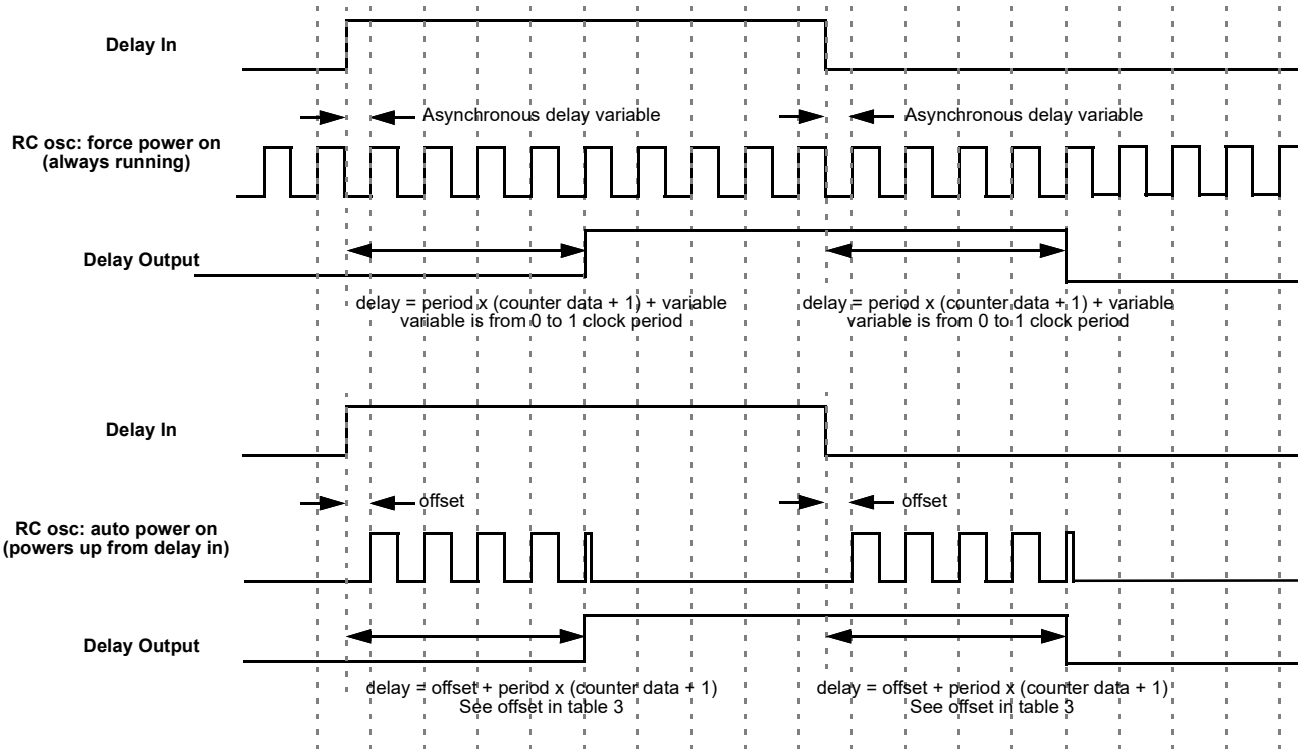 Delay In
Asynchronous delay variable
Asynchronous delay variable
RC osc: force power on
(always running)
Delay Output
delay = period x (counter data + 1) + variable
variable is from 0 to 1 clock period
delay = period x (counter data + 1) + variable
variable is from 0 to 1 clock period
Delay In
offset
offset
RC osc: auto power on
(powers up from delay in)
Delay Output
delay = offset + period x (counter data + 1)
See offset in table 3
delay = offset + period x (counter data + 1)
See offset in table 3